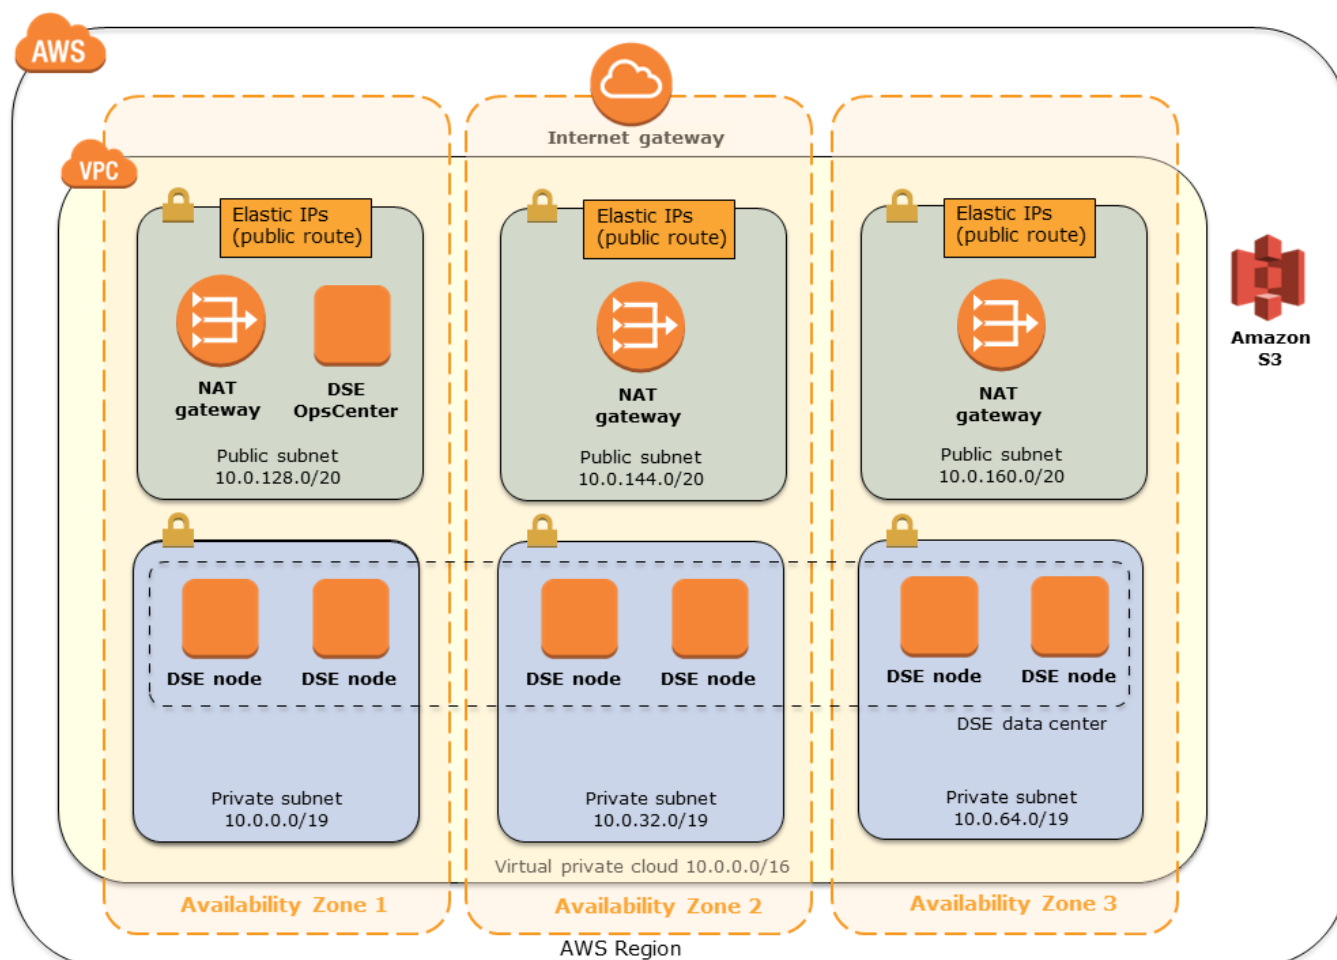 AWS
Internet gateway
VPC
Elastic IPs
(public route)
NAT
gateway
DSE
OpsCenter
Public subnet
10.0.128.0/20
Elastic IPs
(public route)
NAT
gateway
Public subnet
10.0.144.0/20
Elastic IPs
(public route)
NAT
gateway
Public subnet
10.0.160.0/20
Amazon
S3
DSE node
DSE node
Private subnet
10.0.0.0/19
DSE node
DSE node
Private subnet
10.0.32.0/19
DSE node
DSE node
DSE data center
Private subnet
10.0.64.0/19
Virtual private cloud 10.0.0.0/16
Availability Zone 1
Availability Zone 2
Availability Zone 3
AWS Region